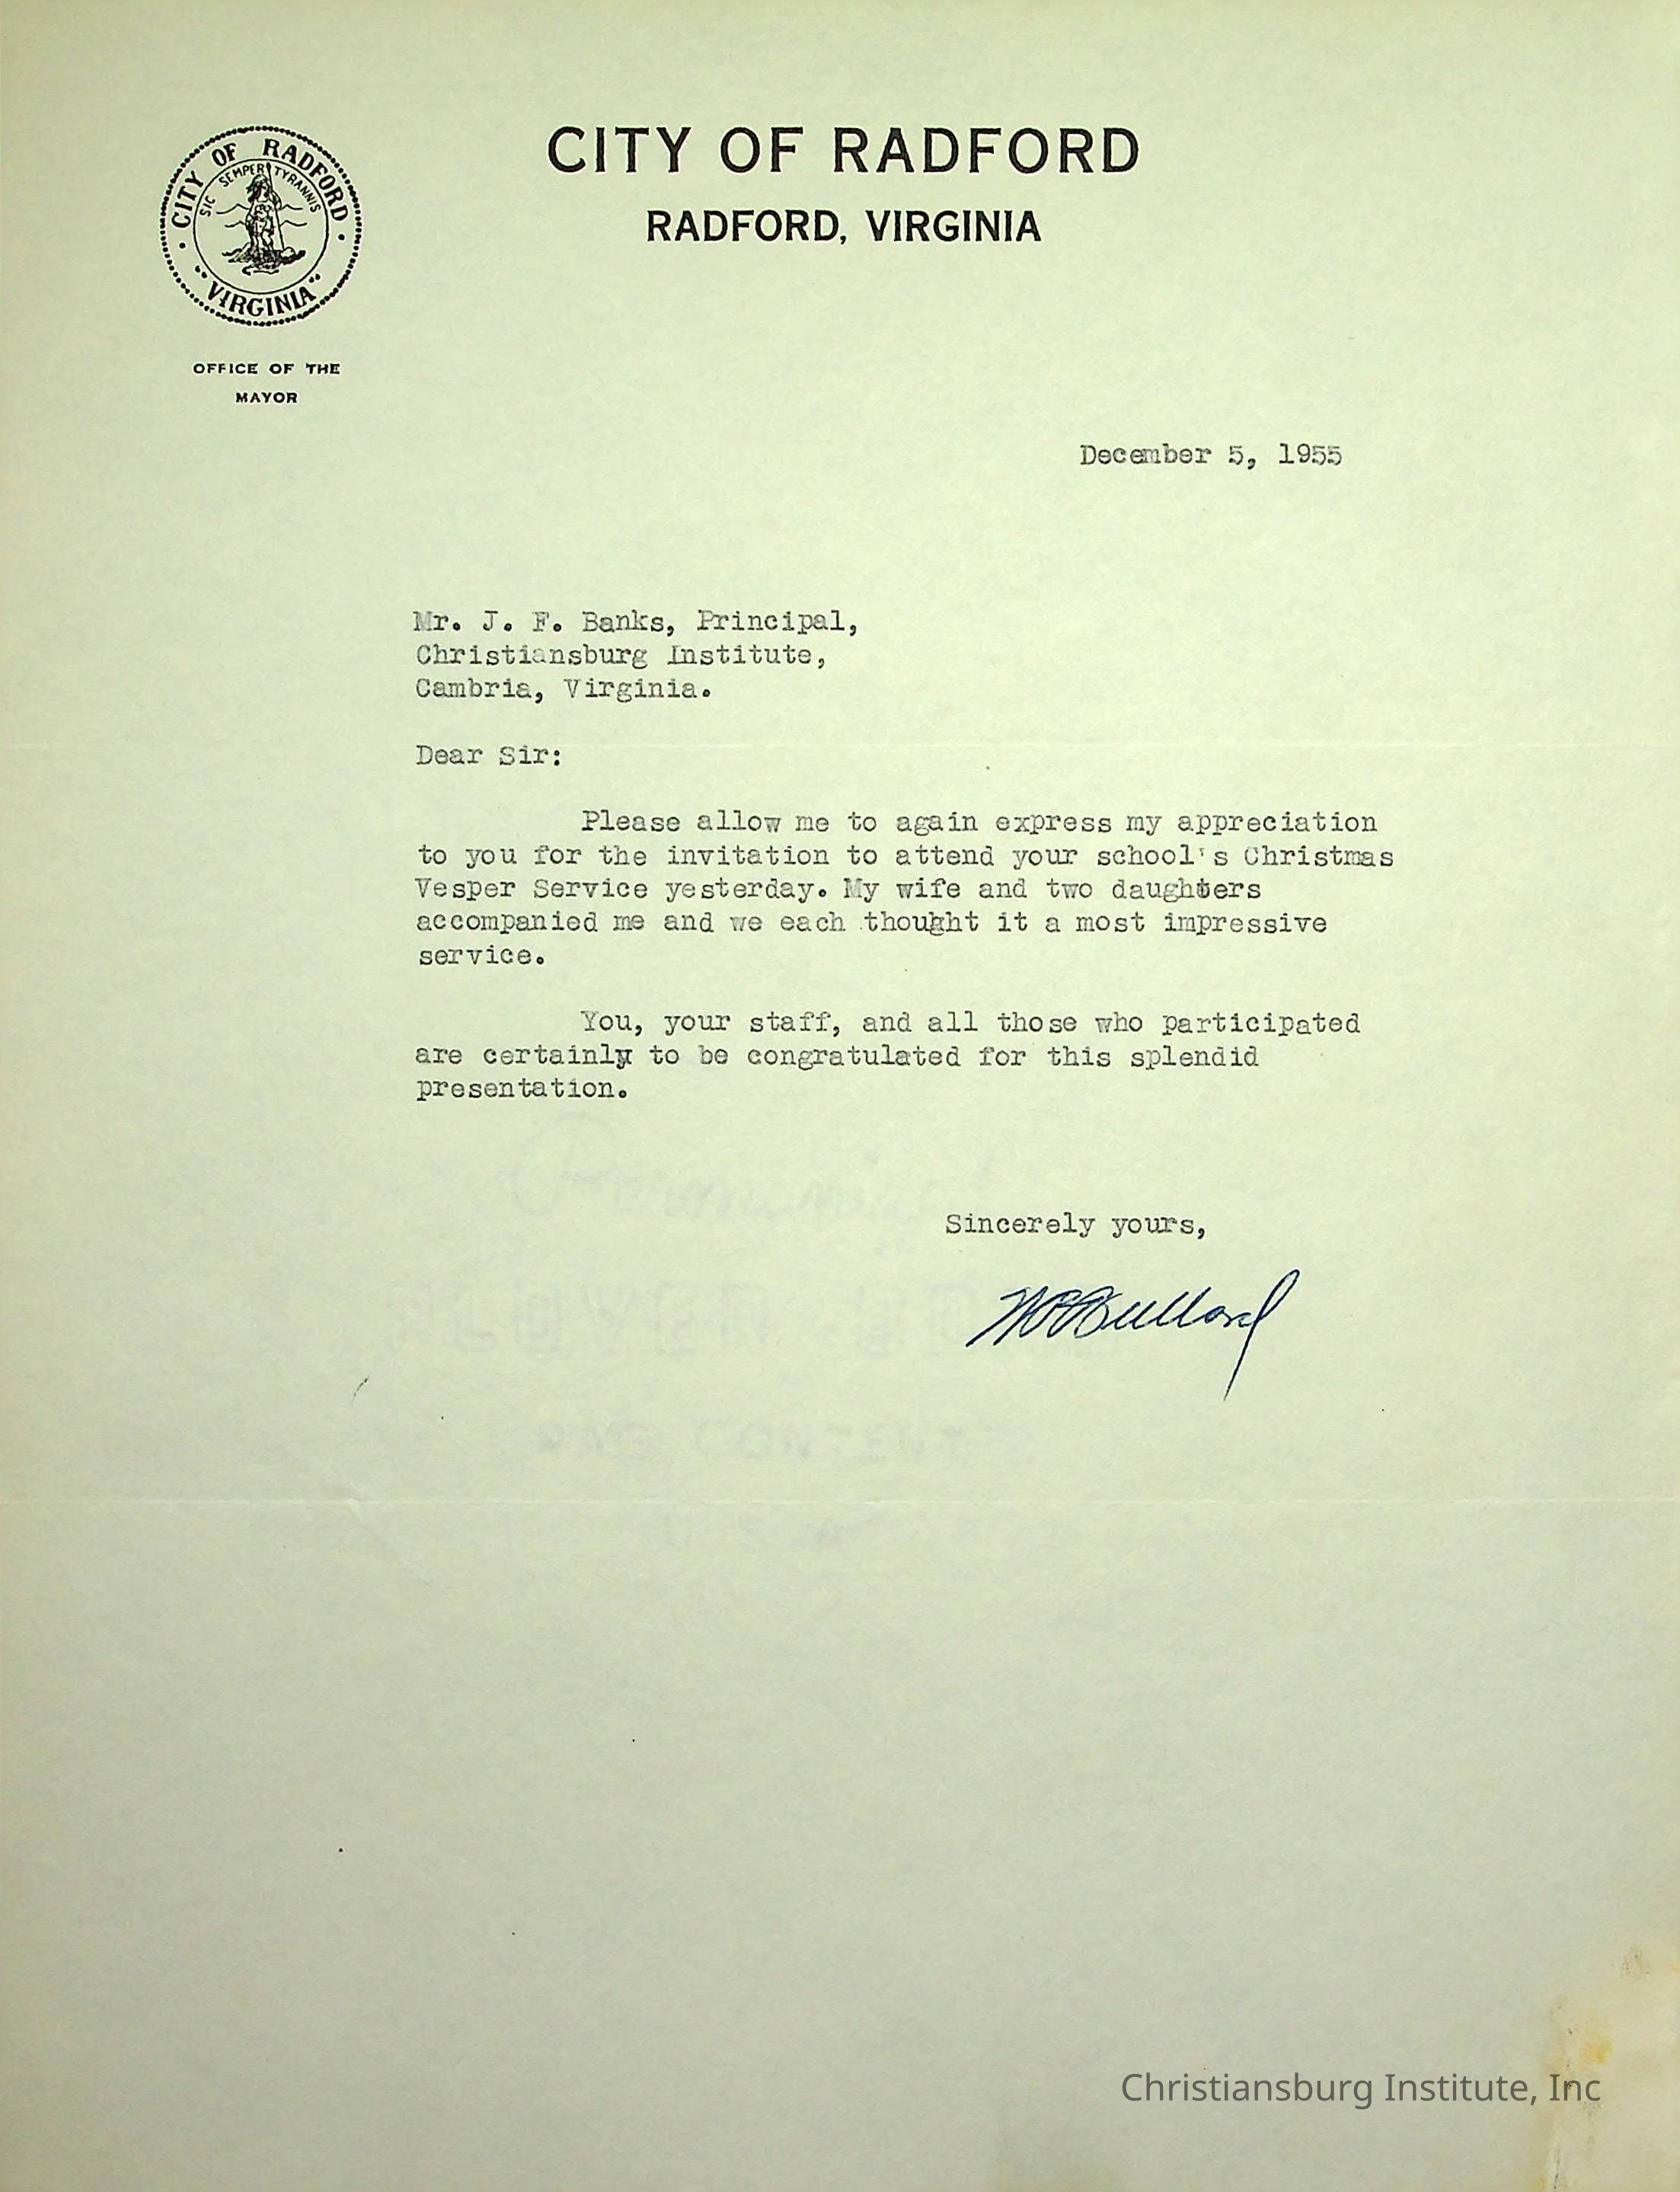 CITY OF RADFORD
RADFORD, VIRGINIA
CITY OF RADFORD
SIC SEMPER TYRANNIS
VIRGINIA
OFFICE OF THE
MAYOR
December 5, 1955
Mr. J. F. Banks, Principal,
Christiansburg Institute,
Cambria, Virginia.
Dear Sir:
Please allow me to again express my appreciation
to you for the invitation to attend your school's Christmas
Vesper Service yesterday. My wife and two daughters
accompanied me and we each thought it a most impressive
service.
You, your staff, and all those who participated
are certainly to be congratulated for this splendid
presentation.
Sincerely yours,
RAG CONTENT
U S A
Christiansburg Institute, Inc